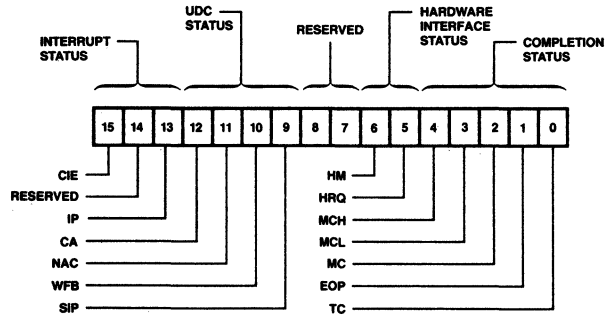 INTERRUPT
STATUS
UDC
STATUS
RESERVED
HARDWARE
INTERFACE
STATUS
COMPLETION
STATUS
15 14 13 12 11 10 9 8 7 6 5 4 3 2 1 0
CIE
RESERVED
IP
CA
NAC
WFB
SIP
HM
HRQ
MCH
MCL
MC
EOP
TC